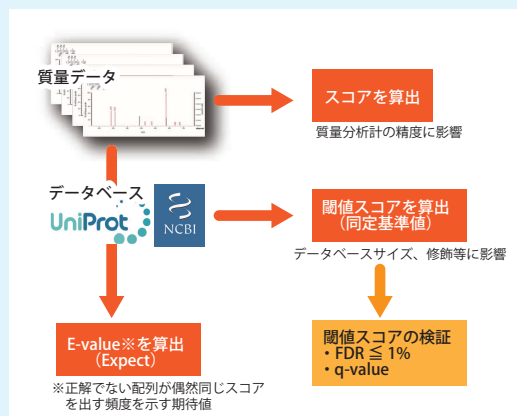 質量データ
スコアを算出
質量分析計の精度に影響
データベース
UniProt
NCBI
閾値スコアを算出
(同定基準値)
データベースサイズ、修飾等に影響
E-value※を算出
(Expect)
※正解でない配列が偶然同じスコア
を出す頻度を示す期待値
閾値スコアの検証
・FDR ≦ 1%
・q-value